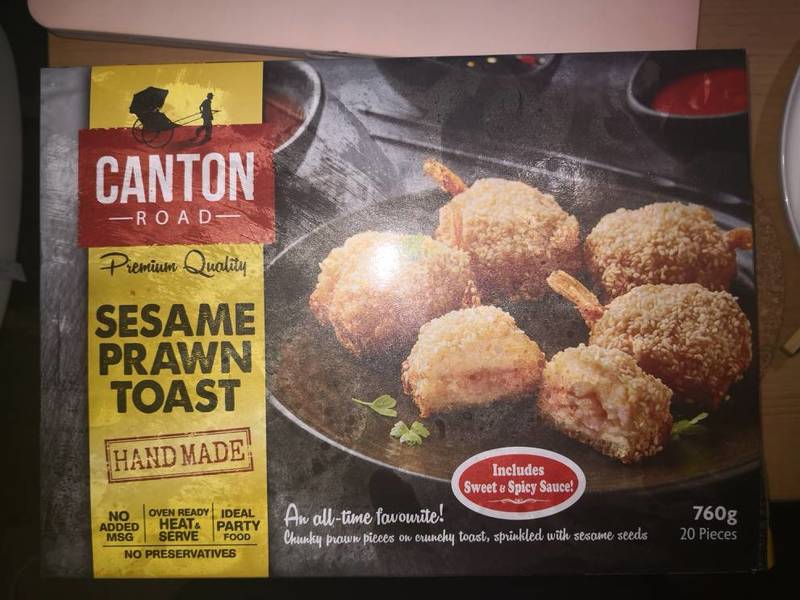 CANTON
ROAD
Premium Quality
SESAME
PRAWN
TOAST
HAND MADE
NO
ADDED
MSG
OVEN READY
HEAT &
SERVE
IDEAL
PARTY
FOOD
NO PRESERVATIVES
Includes
Sweet & Spicy Sauce!
An all-time favourite!
Chunky prawn pieces on crunchy toast, sprinkled with sesame seeds
760g
20 Pieces